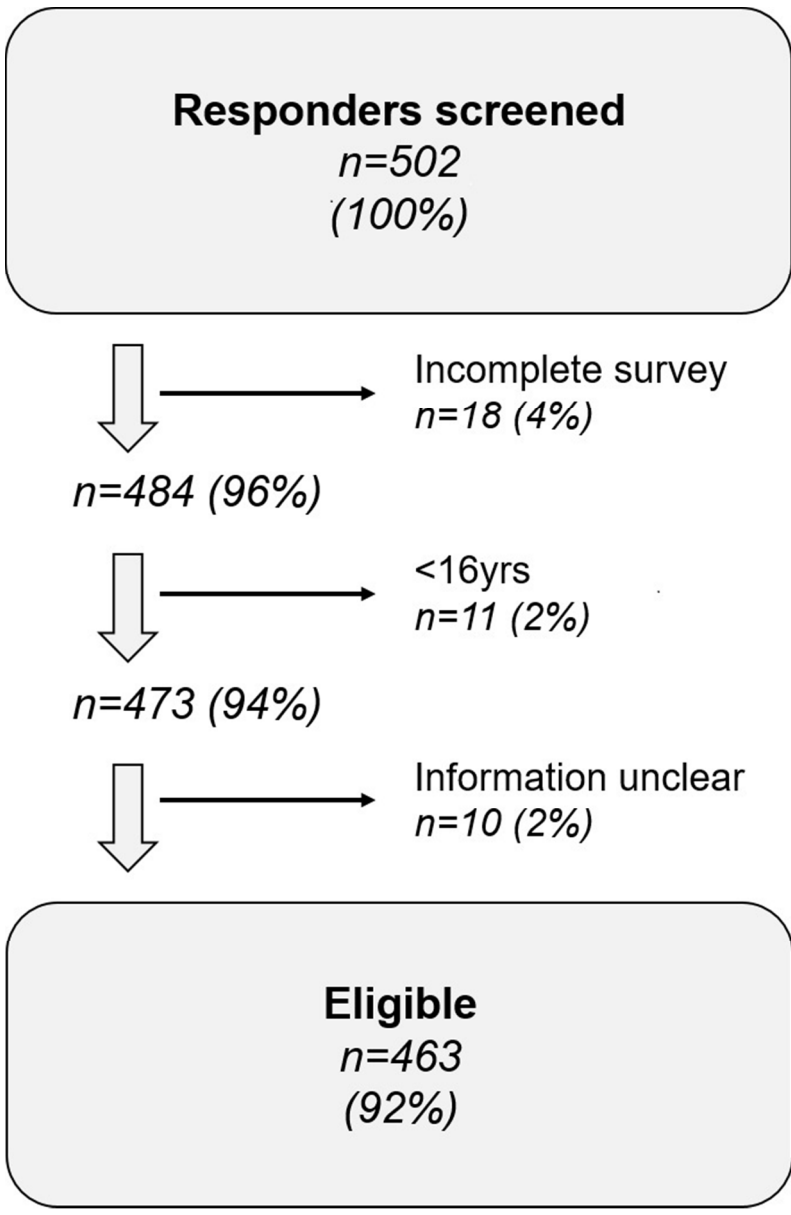 Responders screened
n=502
(100%)
Incomplete survey
n=18 (4%)
n=484 (96%)
<16yrs
n=11 (2%)
n=473 (94%)
Information unclear
n=10 (2%)
Eligible
n=463
(92%)